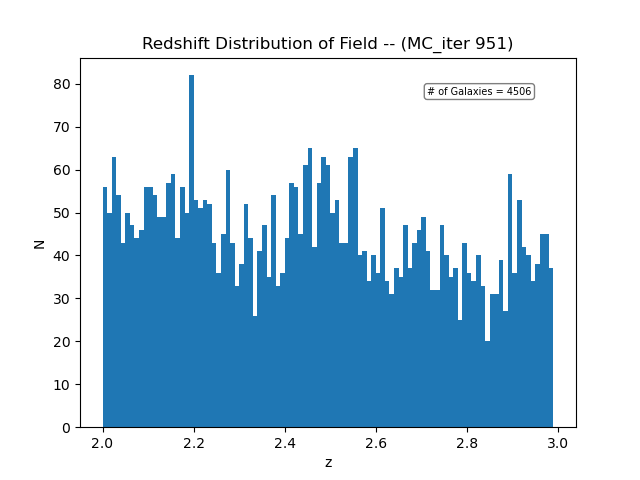 Redshift Distribution of Field -- (MC_iter 951)
# of Galaxies = 4506
80
70
60
50
40
30
20
10
0
N
2.0 2.2 2.4 2.6 2.8 3.0
z